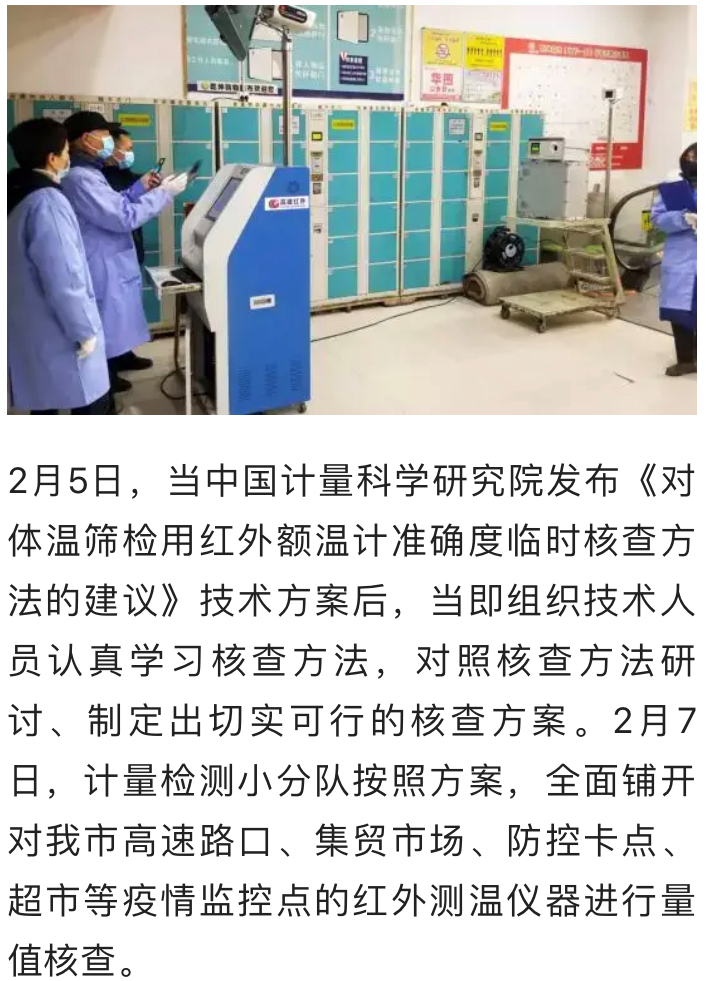 华图
2月5日，当中国计量科学研究院发布《对
体温筛检用红外额温计准确度临时核查方
法的建议》技术方案后，当即组织技术人
员认真学习核查方法，对照核查方法研
讨、制定出切实可行的核查方案。2月7
日，计量检测小分队按照方案，全面铺开
对我市高速路口、集贸市场、防控卡点、
超市等疫情监控点的红外测温仪器进行量
值核查。